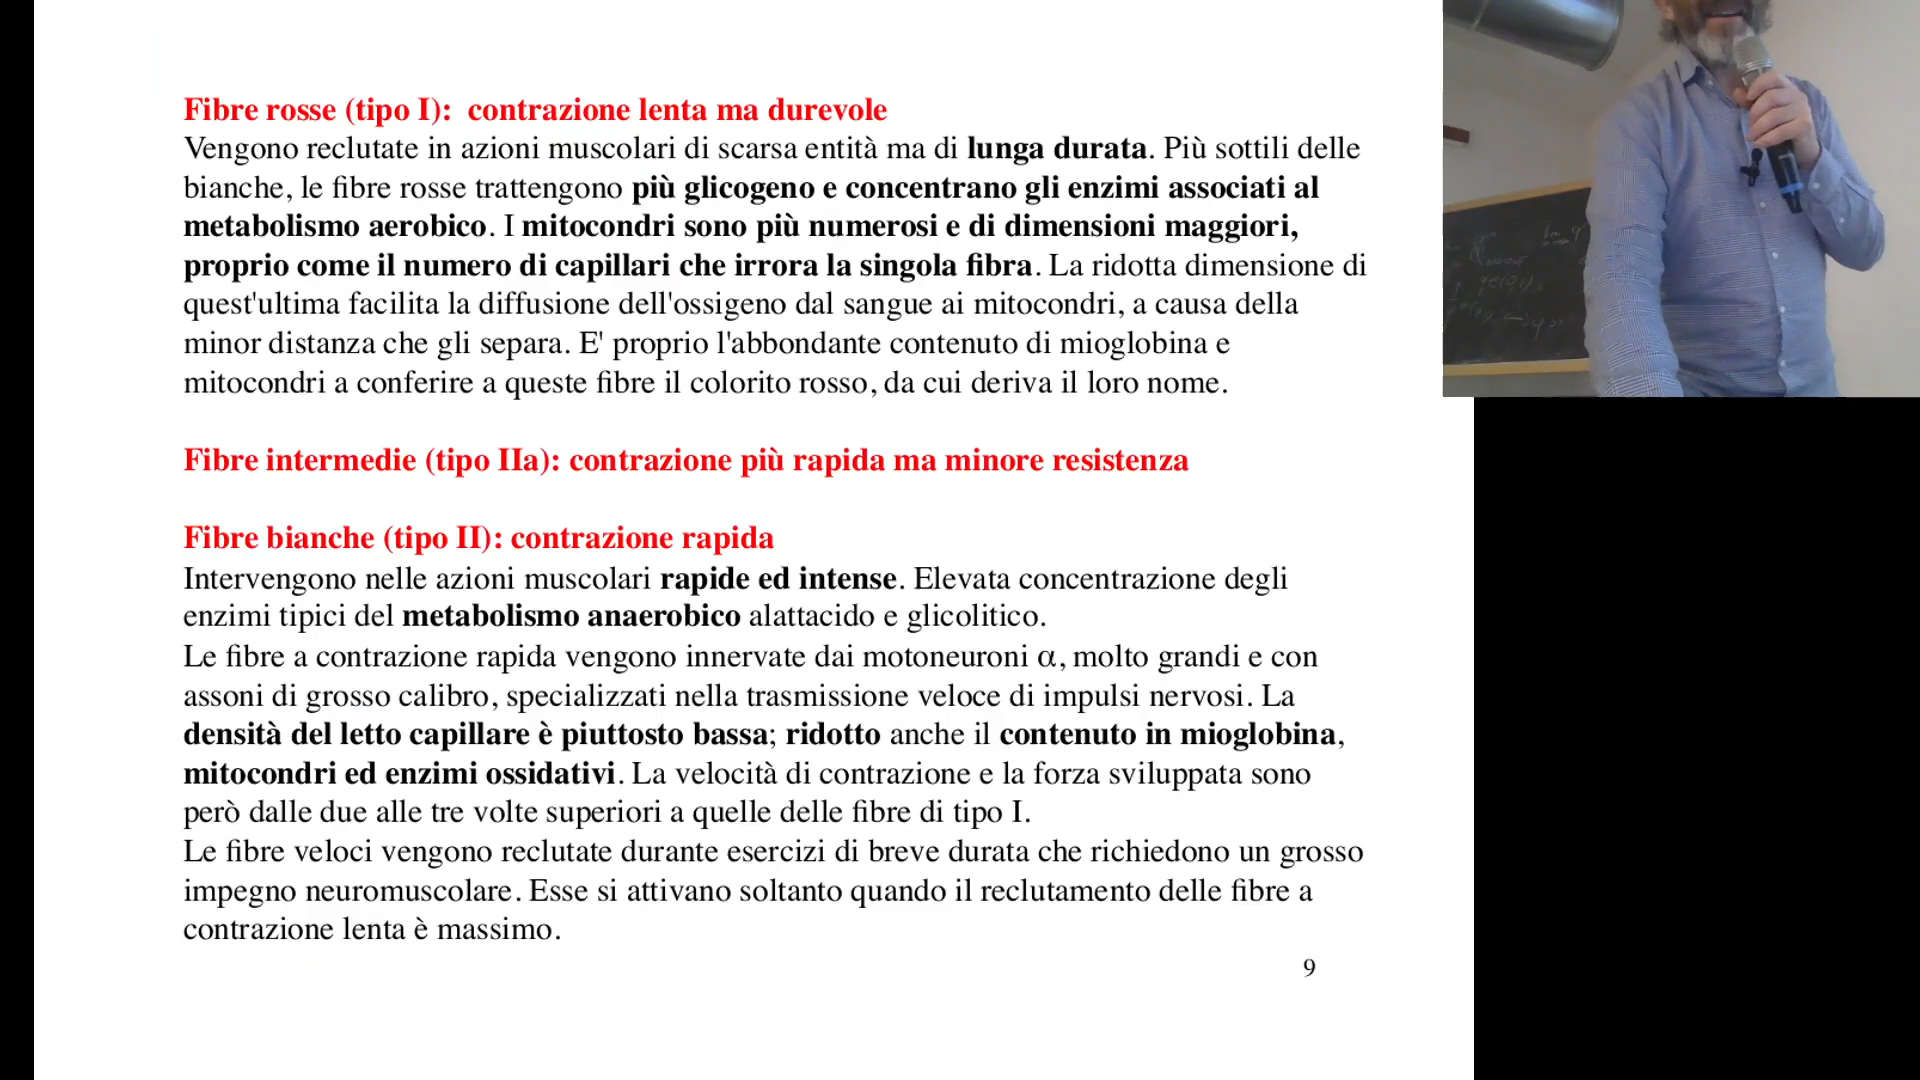 Fibre rosse (tipo I):  contrazione lenta ma durevole
Vengono reclutate in azioni muscolari di scarsa entità ma di lunga durata. Più sottili delle
bianche, le fibre rosse trattengono più glicogeno e concentrano gli enzimi associati al
metabolismo aerobico. I mitocondri sono più numerosi e di dimensioni maggiori,
proprio come il numero di capillari che irrora la singola fibra. La ridotta dimensione di
quest'ultima facilita la diffusione dell'ossigeno dal sangue ai mitocondri, a causa della
minor distanza che gli separa. E' proprio l'abbondante contenuto di mioglobina e
mitocondri a conferire a queste fibre il colorito rosso, da cui deriva il loro nome.
Fibre intermedie (tipo IIa): contrazione più rapida ma minore resistenza
Fibre bianche (tipo II): contrazione rapida
Intervengono nelle azioni muscolari rapide ed intense. Elevata concentrazione degli
enzimi tipici del metabolismo anaerobico alattacido e glicolitico.
Le fibre a contrazione rapida vengono innervate dai motoneuroni α, molto grandi e con
assoni di grosso calibro, specializzati nella trasmissione veloce di impulsi nervosi. La
densità del letto capillare è piuttosto bassa; ridotto anche il contenuto in mioglobina,
mitocondri ed enzimi ossidativi. La velocità di contrazione e la forza sviluppata sono
però dalle due alle tre volte superiori a quelle delle fibre di tipo I.
Le fibre veloci vengono reclutate durante esercizi di breve durata che richiedono un grosso
impegno neuromuscolare. Esse si attivano soltanto quando il reclutamento delle fibre a
contrazione lenta è massimo.
9